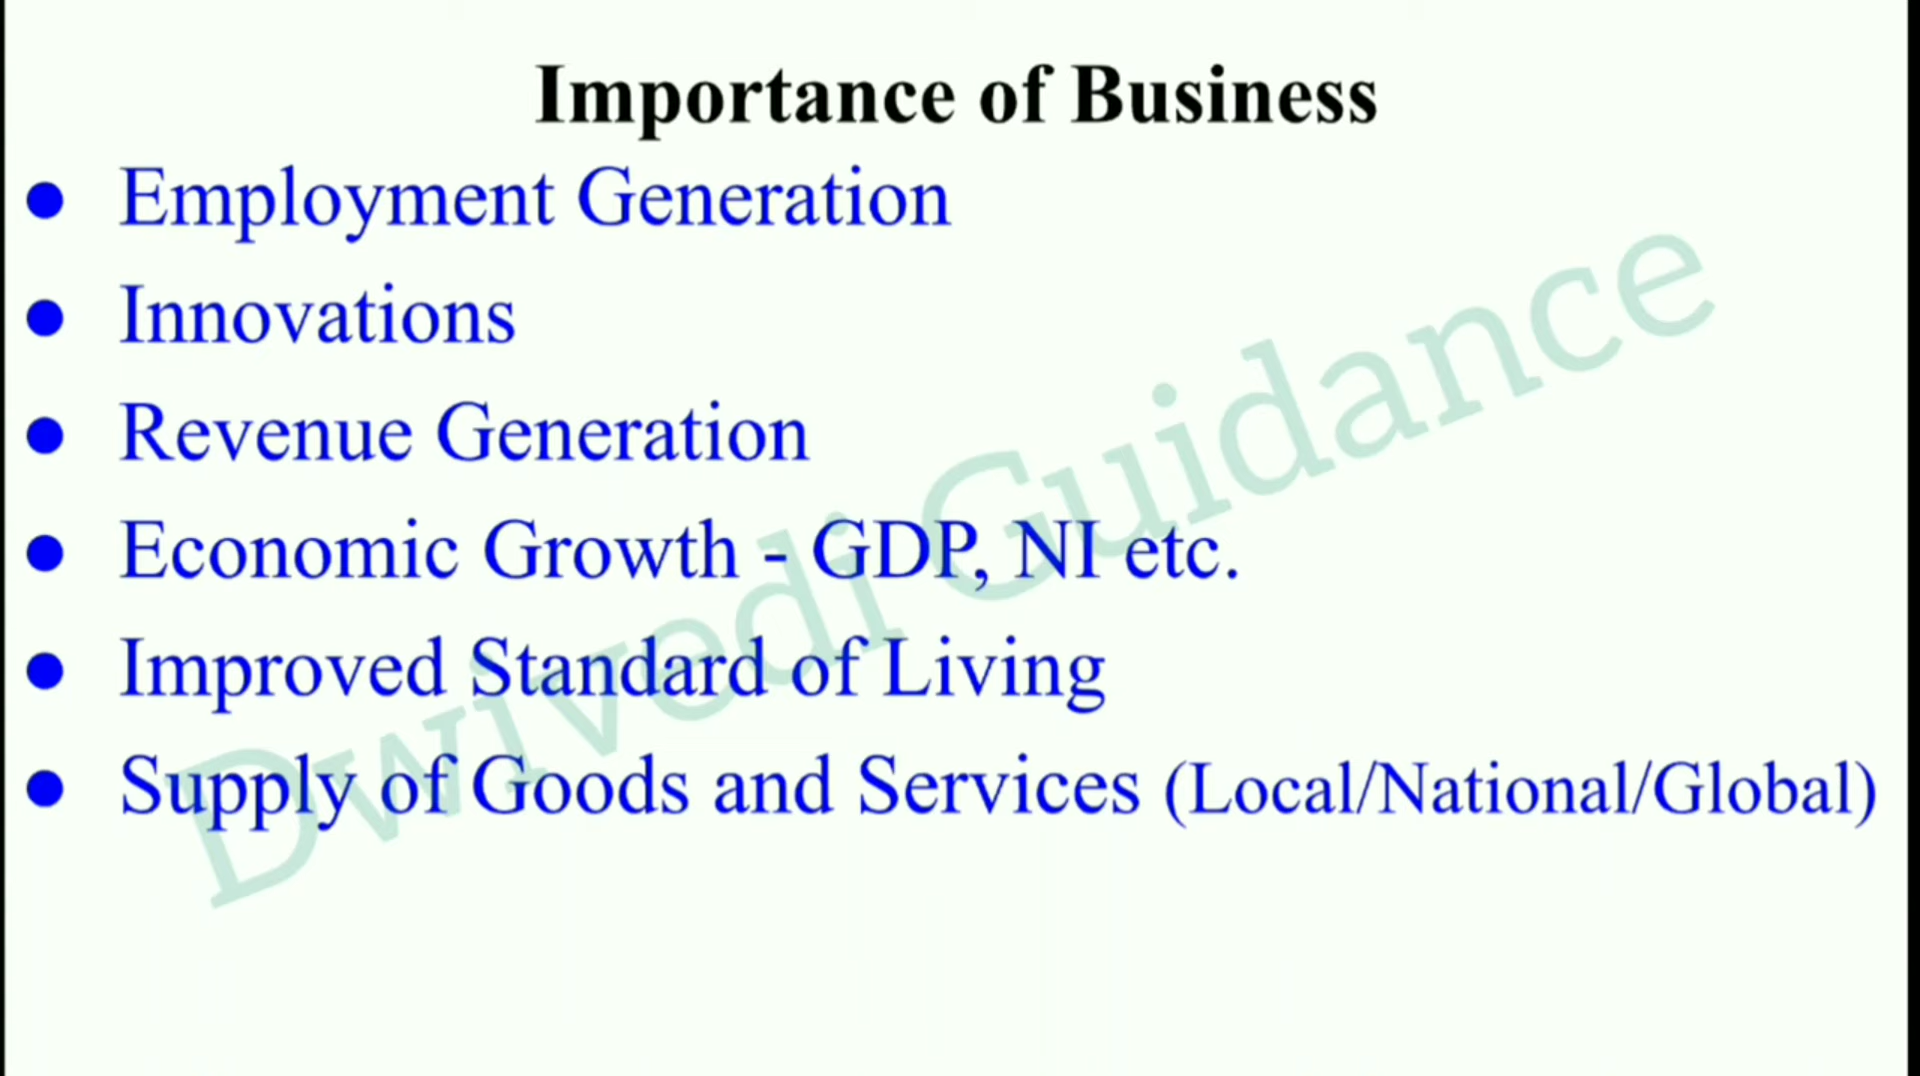 Importance of Business
● Employment Generation
● Innovations
● Revenue Generation
● Economic Growth - GDP, NI etc.
● Improved Standard of Living
● Supply of Goods and Services (Local/National/Global)
Dwivedi Guidance